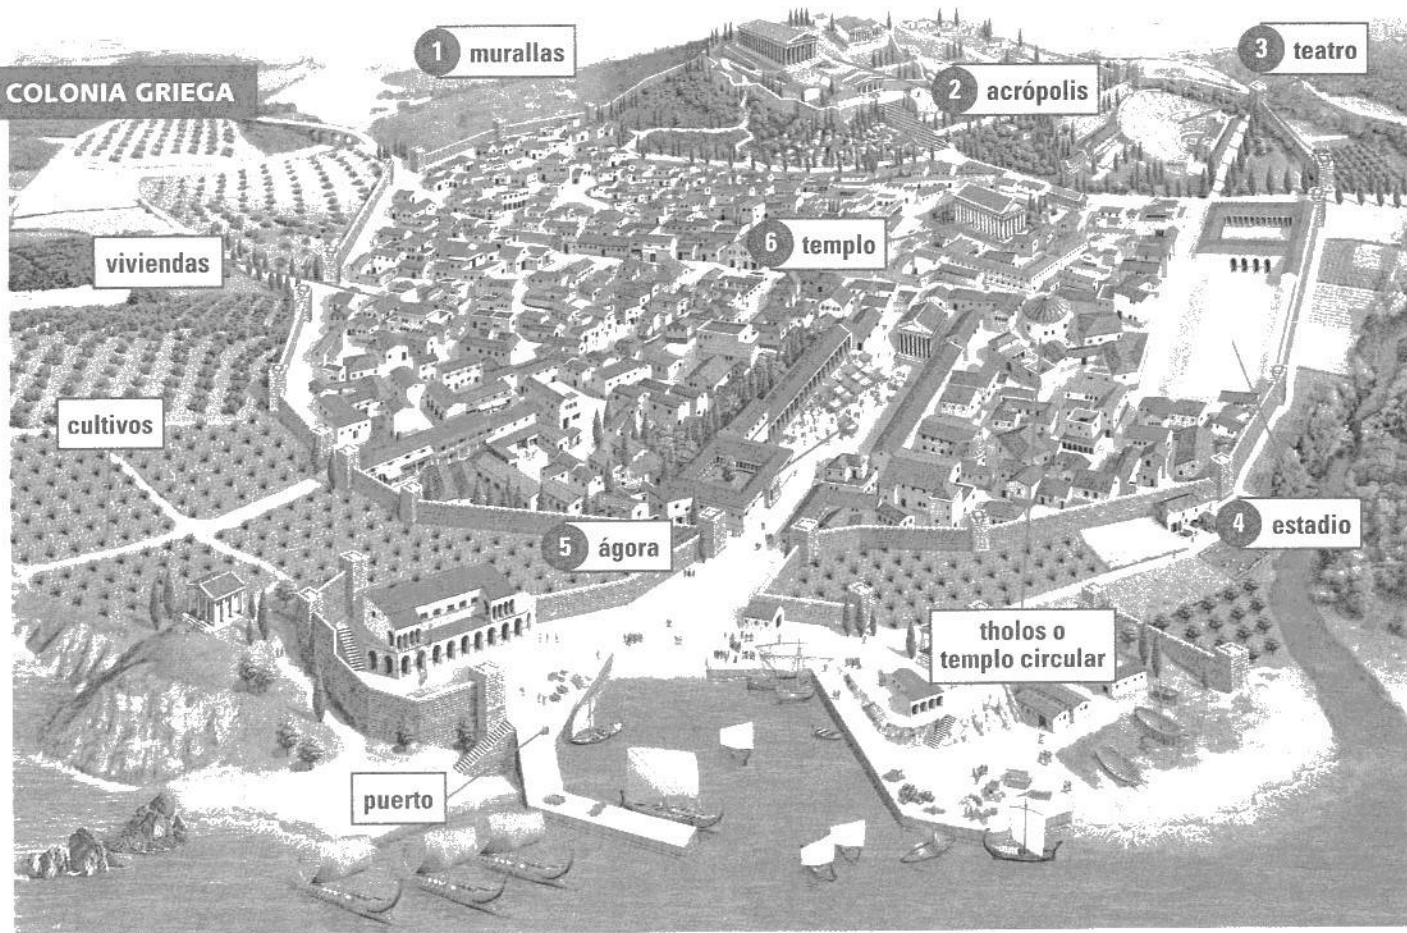 COLONIA GRIEGA
1 murallas
2 acrópolis
3 teatro
6 templo
viviendas
cultivos
5 ágora
4 estadio
tholos o
templo circular
puerto